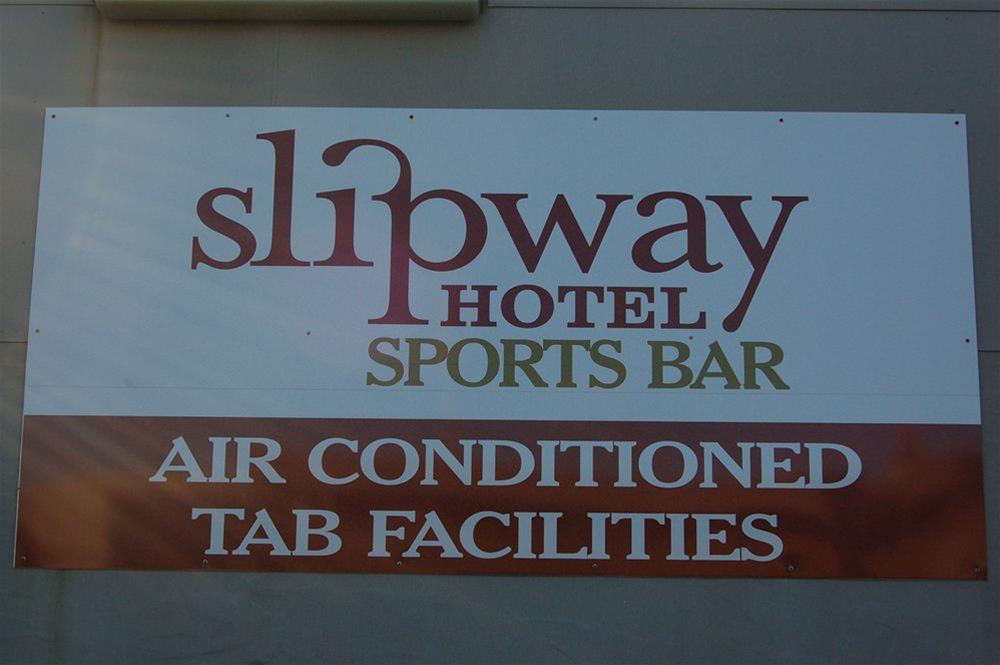 slipway
HOTEL
SPORTS BAR
AIR CONDITIONED
TAB FACILITIES